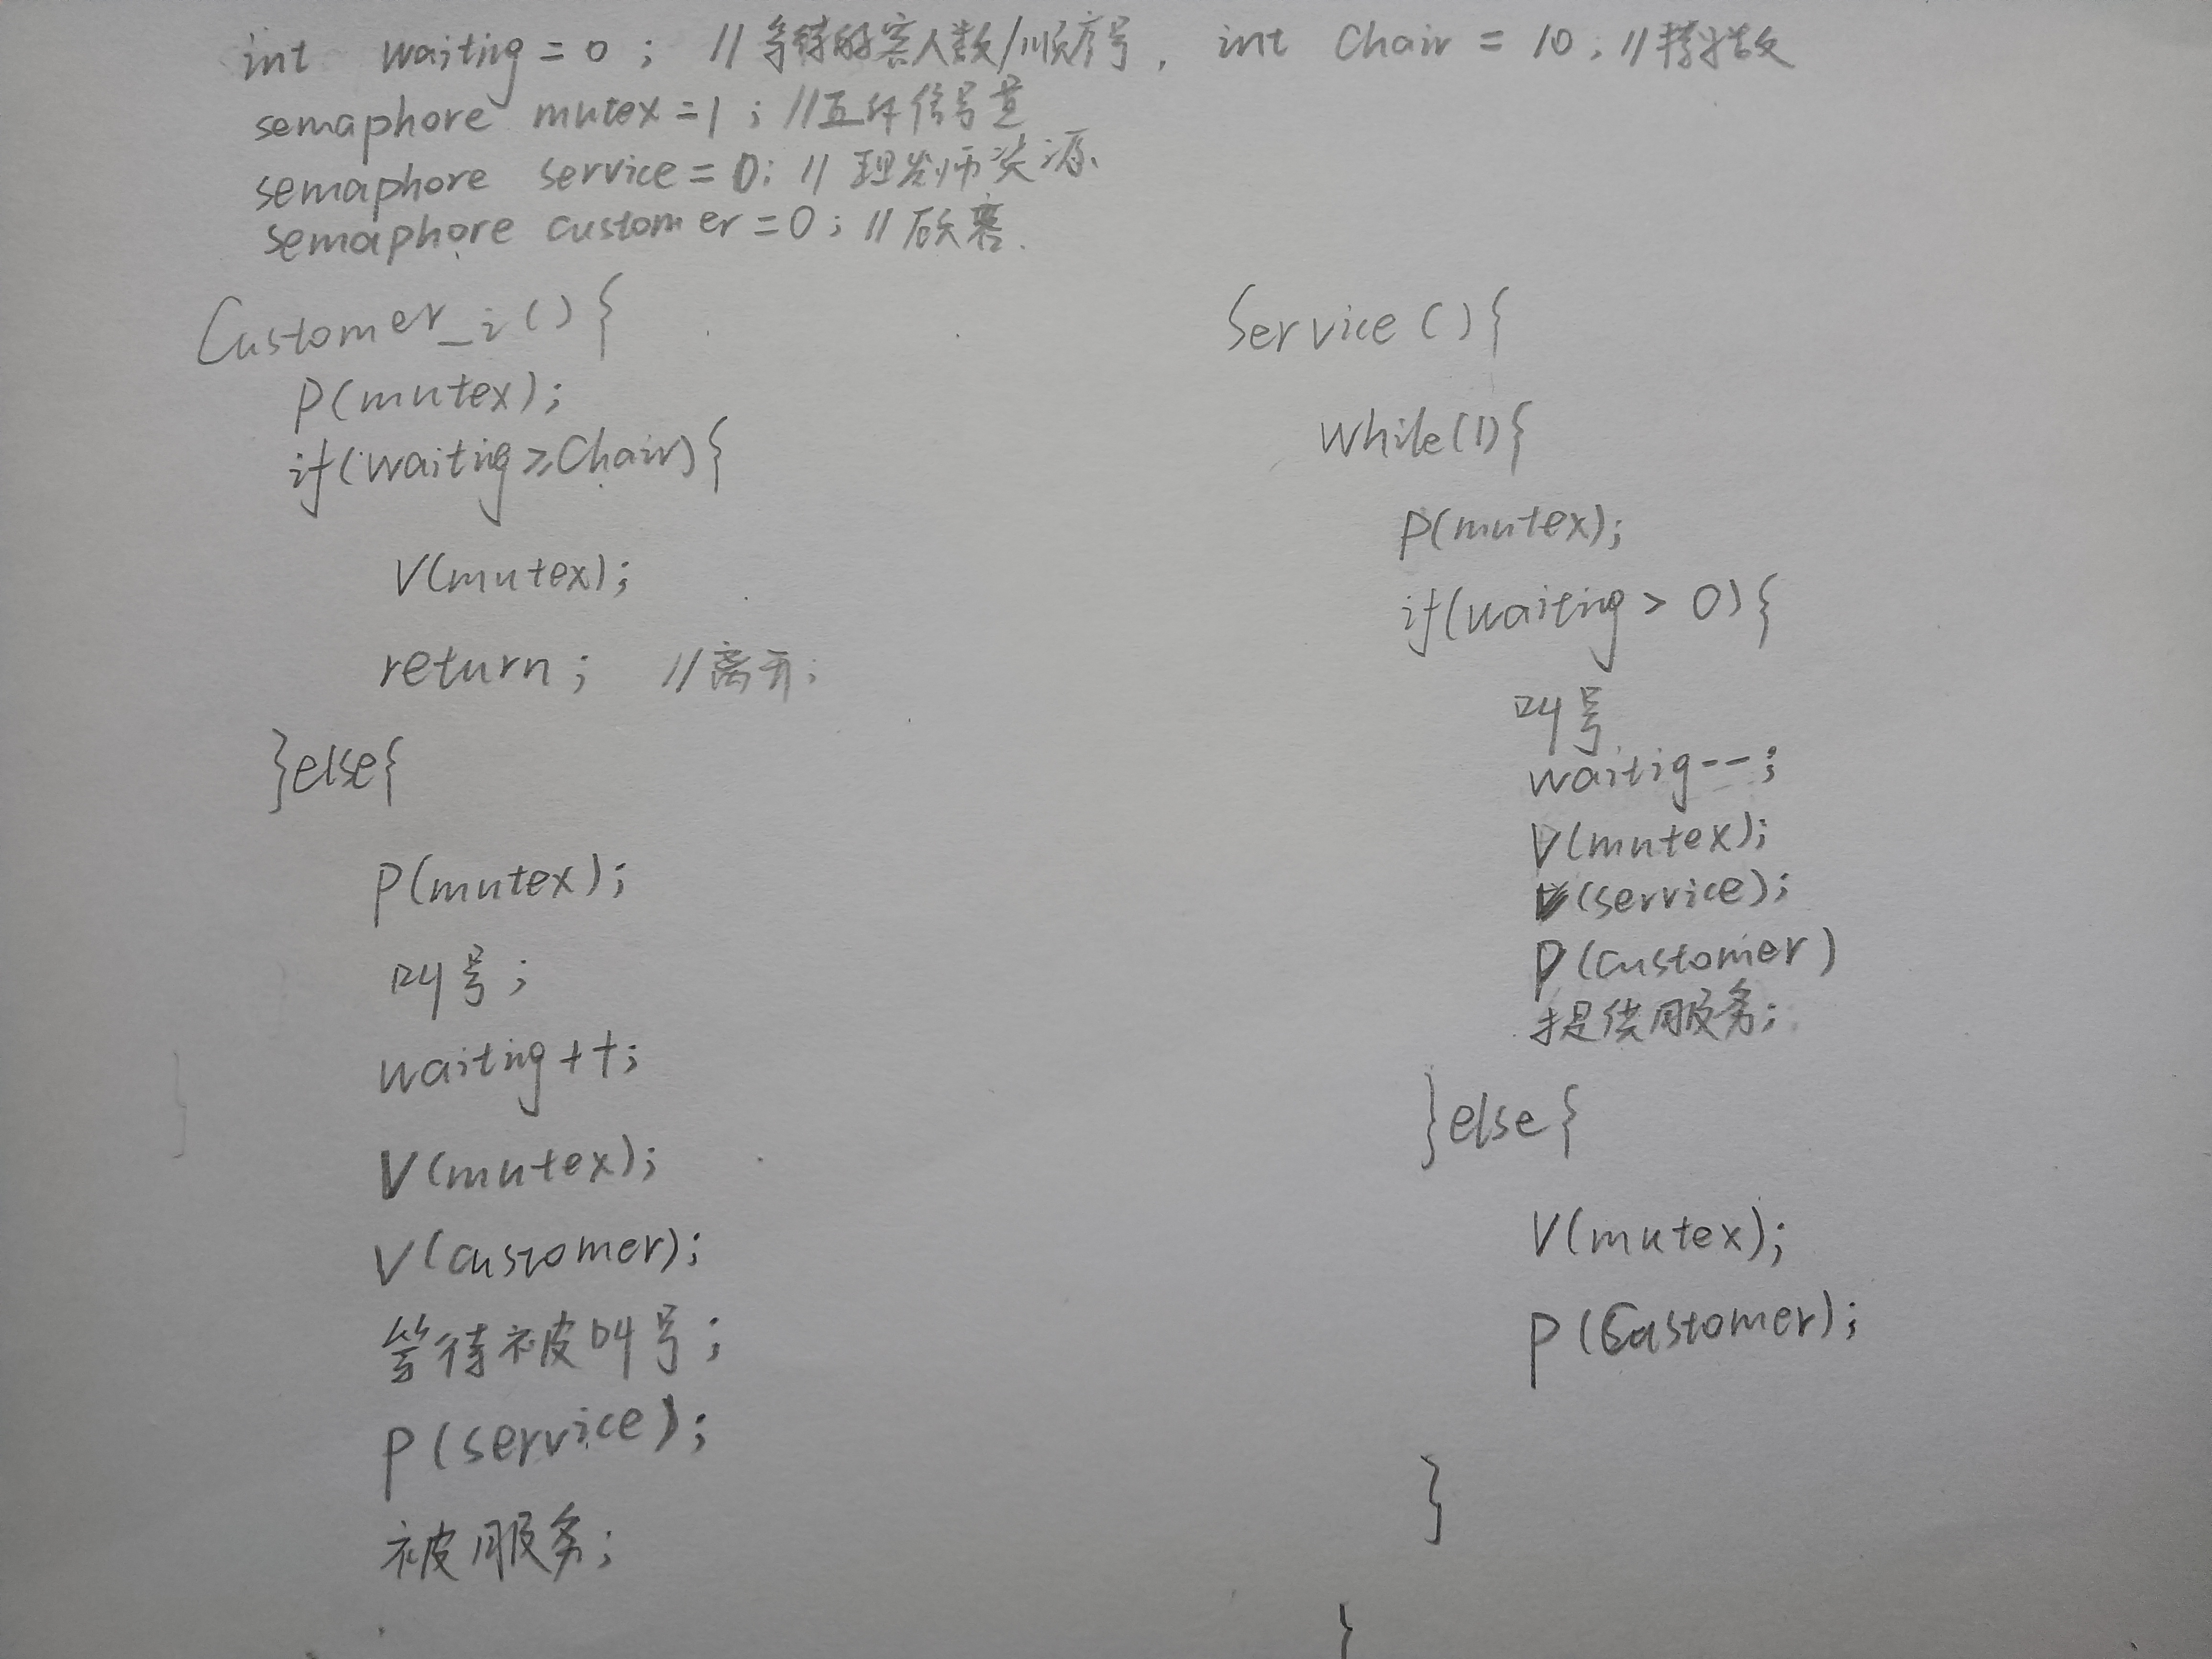 int waiting = 0 ; // 等待的客人数/顺序号, int Chair = 10 ; // 椅子数
semaphore mutex = 1 ; // 互斥信号量
semaphore service = 0; // 理发师资源
semaphore customer = 0 ; // 顾客.
Customer_i () {
P(mutex);
if(waiting ≥ Chair) {
V(mutex);
return ; // 离开;
}else{
P(mutex);
叫号;
waiting ++;
V(mutex);
V(customer);
等待被叫号;
P(service);
被服务;
}
Service () {
while(1){
P(mutex);
if(waiting > 0) {
叫号
waitig--;
V(mutex);
V(service);
P(customer)
提供服务;
}else{
V(mutex);
P(Customer);
}
}